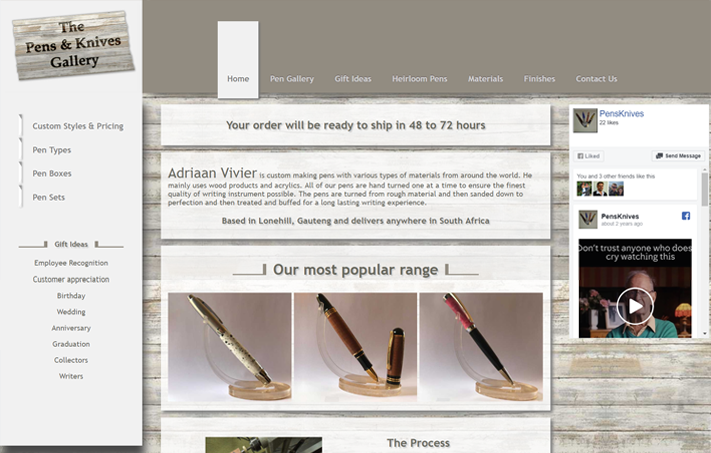 The
Pens & Knives
Gallery
Home
Pen Gallery
Gift Ideas
Heirloom Pens
Materials
Finishes
Contact Us
Custom Styles & Pricing
Pen Types
Pen Boxes
Pen Sets
Gift Ideas
Employee Recognition
Customer appreciation
Birthday
Wedding
Anniversary
Graduation
Collectors
Writers
Your order will be ready to ship in 48 to 72 hours
Adriaan Vivier is custom making pens with various types of materials from around the world. He
mainly uses wood products and acrylics. All of our pens are hand turned one at a time to ensure the finest
quality of writing instrument possible. The pens are turned from rough material and then sanded down to
perfection and then treated and buffed for a long lasting writing experience.
Based in Lonehill, Gauteng and delivers anywhere in South Africa
Our most popular range
The Process
PensKnives
22 likes
Liked
Send Message
You and 3 other friends like this
PensKnives
about 2 years ago
Don't trust anyone who does
cry watching this